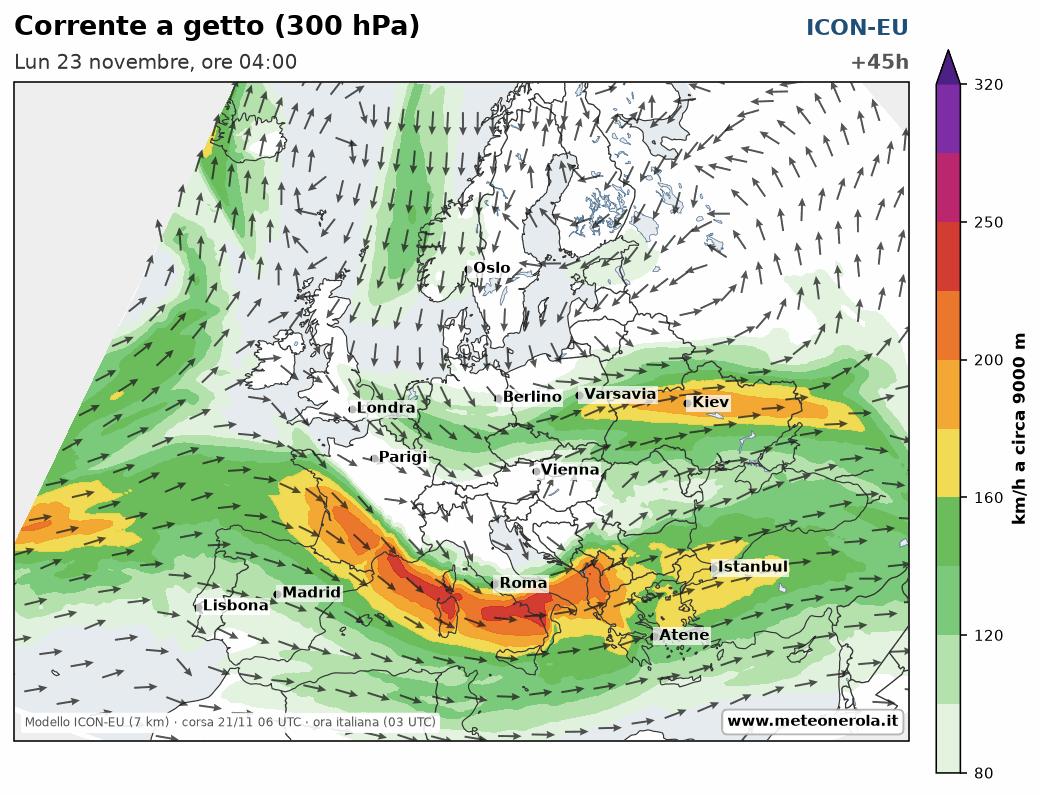 Corrente a getto (300 hPa)
ICON-EU
Lun 23 novembre, ore 04:00
+45h
Oslo
Londra
Berlino
Varsavia
Kiev
Parigi
Vienna
Roma
Istanbul
Madrid
Lisbona
Atene
Modello ICON-EU (7 km) · corsa 21/11 06 UTC · ora italiana (03 UTC)
www.meteonerola.it
320
250
200
160
120
80
km/h a circa 9000 m